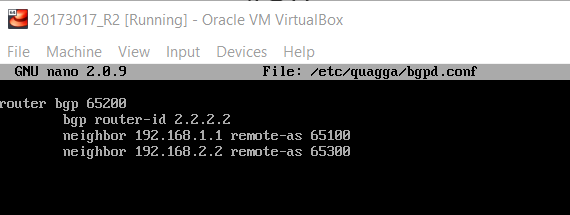 20173017_R2 [Running] - Oracle VM VirtualBox
File Machine View Input Devices Help
GNU nano 2.0.9 File: /etc/quagga/bgpd.conf
router bgp 65200
bgp router-id 2.2.2.2
neighbor 192.168.1.1 remote-as 65100
neighbor 192.168.2.2 remote-as 65300